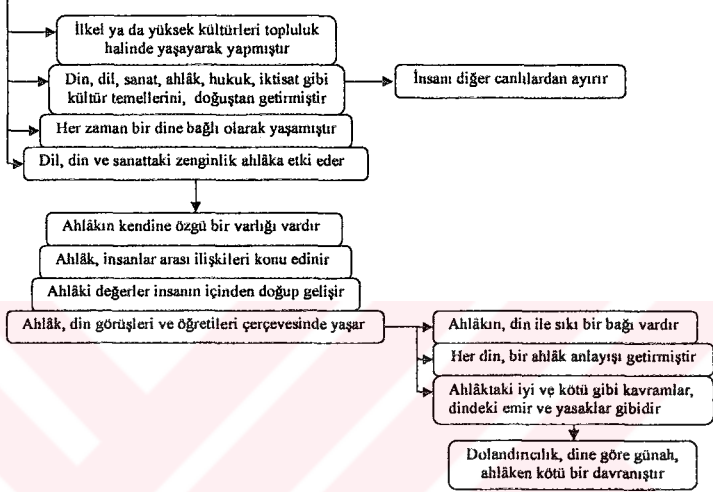 İlkel ya da yüksek kültürleri topluluk
halinde yaşayarak yapmıştır
Din, dil, sanat, ahlâk, hukuk, iktisat gibi
kültür temellerini, doğuştan getirmiştir
İnsanı diğer canlılardan ayırır
Her zaman bir dine bağlı olarak yaşamıştır
Dil, din ve sanattaki zenginlik ahlâka etki eder
Ahlâkın kendine özgü bir varlığı vardır
Ahlâk, insanlar arası ilişkileri konu edinir
Ahlâki değerler insanın içinden doğup gelişir
Ahlâk, din görüşleri ve öğretileri çerçevesinde yaşar
Ahlâkın, din ile sıkı bir bağı vardır
Her din, bir ahlâk anlayışı getirmiştir
Ahlâktaki iyi ve kötü gibi kavramlar,
dindeki emir ve yasaklar gibidir
Dolandırıcılık, dine göre günah,
ahlâken kötü bir davranıştır